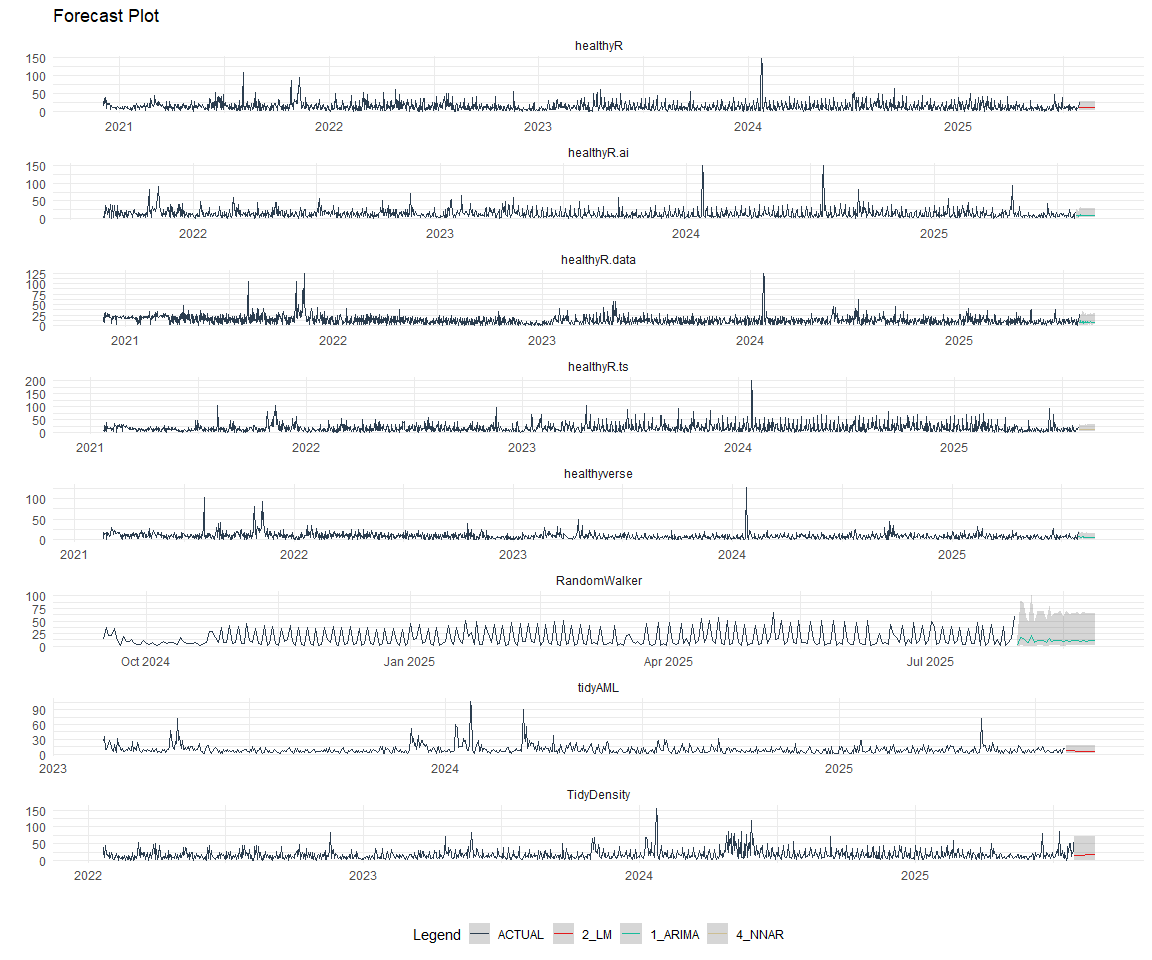 Forecast Plot
healthyR
150
100
50
0
2021 2022 2023 2024 2025
healthyR.ai
150
100
50
0
2022 2023 2024 2025
healthyR.data
125
100
75
50
25
0
2021 2022 2023 2024 2025
healthyR.ts
200
150
100
50
0
2021 2022 2023 2024 2025
healthyverse
100
50
0
2021 2022 2023 2024 2025
RandomWalker
100
75
50
25
0
Oct 2024 Jan 2025 Apr 2025 Jul 2025
tidyAML
90
60
30
0
2023 2024 2025
TidyDensity
150
100
50
0
2022 2023 2024 2025
Legend ACTUAL 2_LM 1_ARIMA 4_NNAR